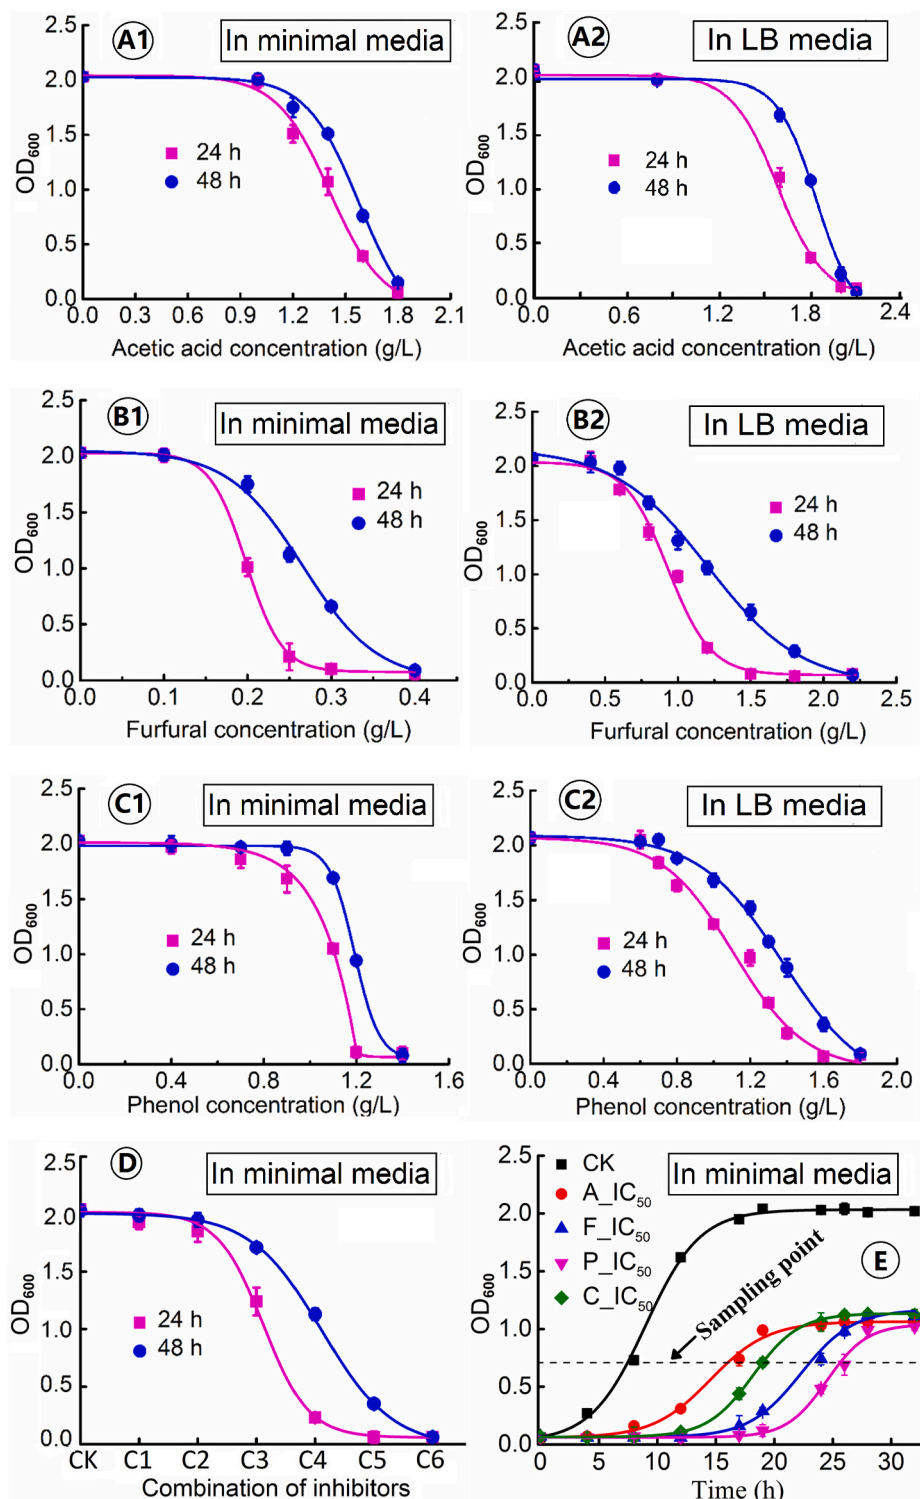 A1
In minimal media
2.5
2.0
1.5
1.0
0.5
0.0
OD600
24 h
48 h
0.0 0.3 0.6 0.9 1.2 1.5 1.8 2.1
Acetic acid concentration (g/L)
A2
In LB media
2.5
2.0
1.5
1.0
0.5
0.0
OD600
24 h
48 h
0.0 0.6 1.2 1.8 2.4
Acetic acid concentration (g/L)
B1
In minimal media
2.5
2.0
1.5
1.0
0.5
0.0
OD600
24 h
48 h
0.0 0.1 0.2 0.3 0.4
Furfural concentration (g/L)
B2
In LB media
2.5
2.0
1.5
1.0
0.5
0.0
OD600
24 h
48 h
0.0 0.5 1.0 1.5 2.0 2.5
Furfural concentration (g/L)
C1
In minimal media
2.5
2.0
1.5
1.0
0.5
0.0
OD600
24 h
48 h
0.0 0.4 0.8 1.2 1.6
Phenol concentration (g/L)
C2
In LB media
2.5
2.0
1.5
1.0
0.5
0.0
OD600
24 h
48 h
0.0 0.4 0.8 1.2 1.6 2.0
Phenol concentration (g/L)
D
In minimal media
2.5
2.0
1.5
1.0
0.5
0.0
OD600
24 h
48 h
CK C1 C2 C3 C4 C5 C6
Combination of inhibitors
E
In minimal media
2.5
2.0
1.5
1.0
0.5
0.0
OD600
CK
A_IC50
F_IC50
P_IC50
C_IC50
Sampling point
0 5 10 15 20 25 30
Time (h)